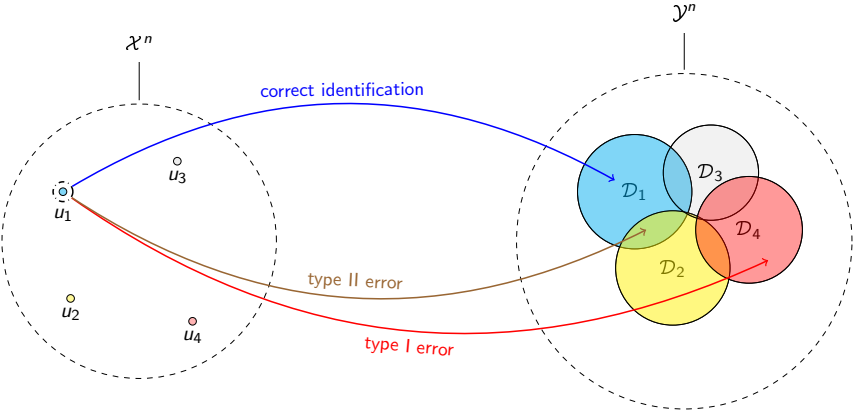 𝒳ⁿ
𝒴ⁿ
correct identification
u₃
u₁
𝒟₁
𝒟₃
𝒟₄
𝒟₂
type II error
u₂
u₄
type I error